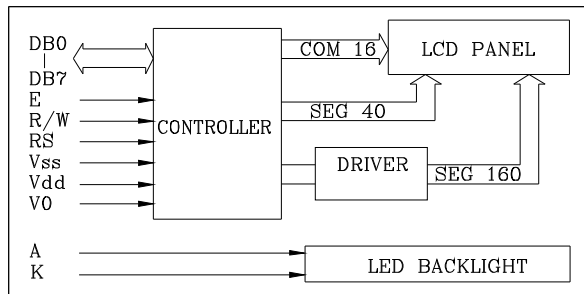 DB0
DB7
E
R/W
RS
Vss
Vdd
V0
CONTROLLER
COM 16
LCD PANEL
SEG 40
DRIVER
SEG 160
A
K
LED BACKLIGHT